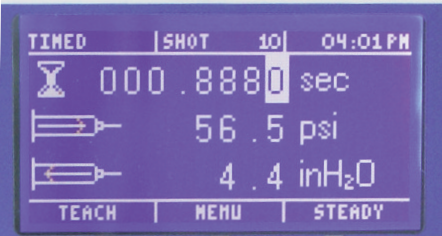 TIMED SHOT 10 04:01PM
000.8880 sec
56.5 psi
4.4 inH₂O
TEACH MENU STEADY